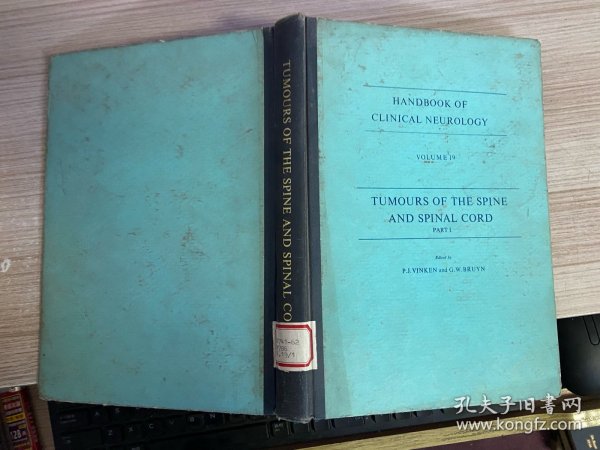 HANDBOOK OF
CLINICAL NEUROLOGY
VOLUME 19
TUMOURS OF THE SPINE
AND SPINAL CORD
PART I
Edited by
P.J. VINKEN and G.W. BRUYN
TUMOURS OF THE SPINE AND SPINAL CORD
孔夫子旧书网
www.kongfz.com